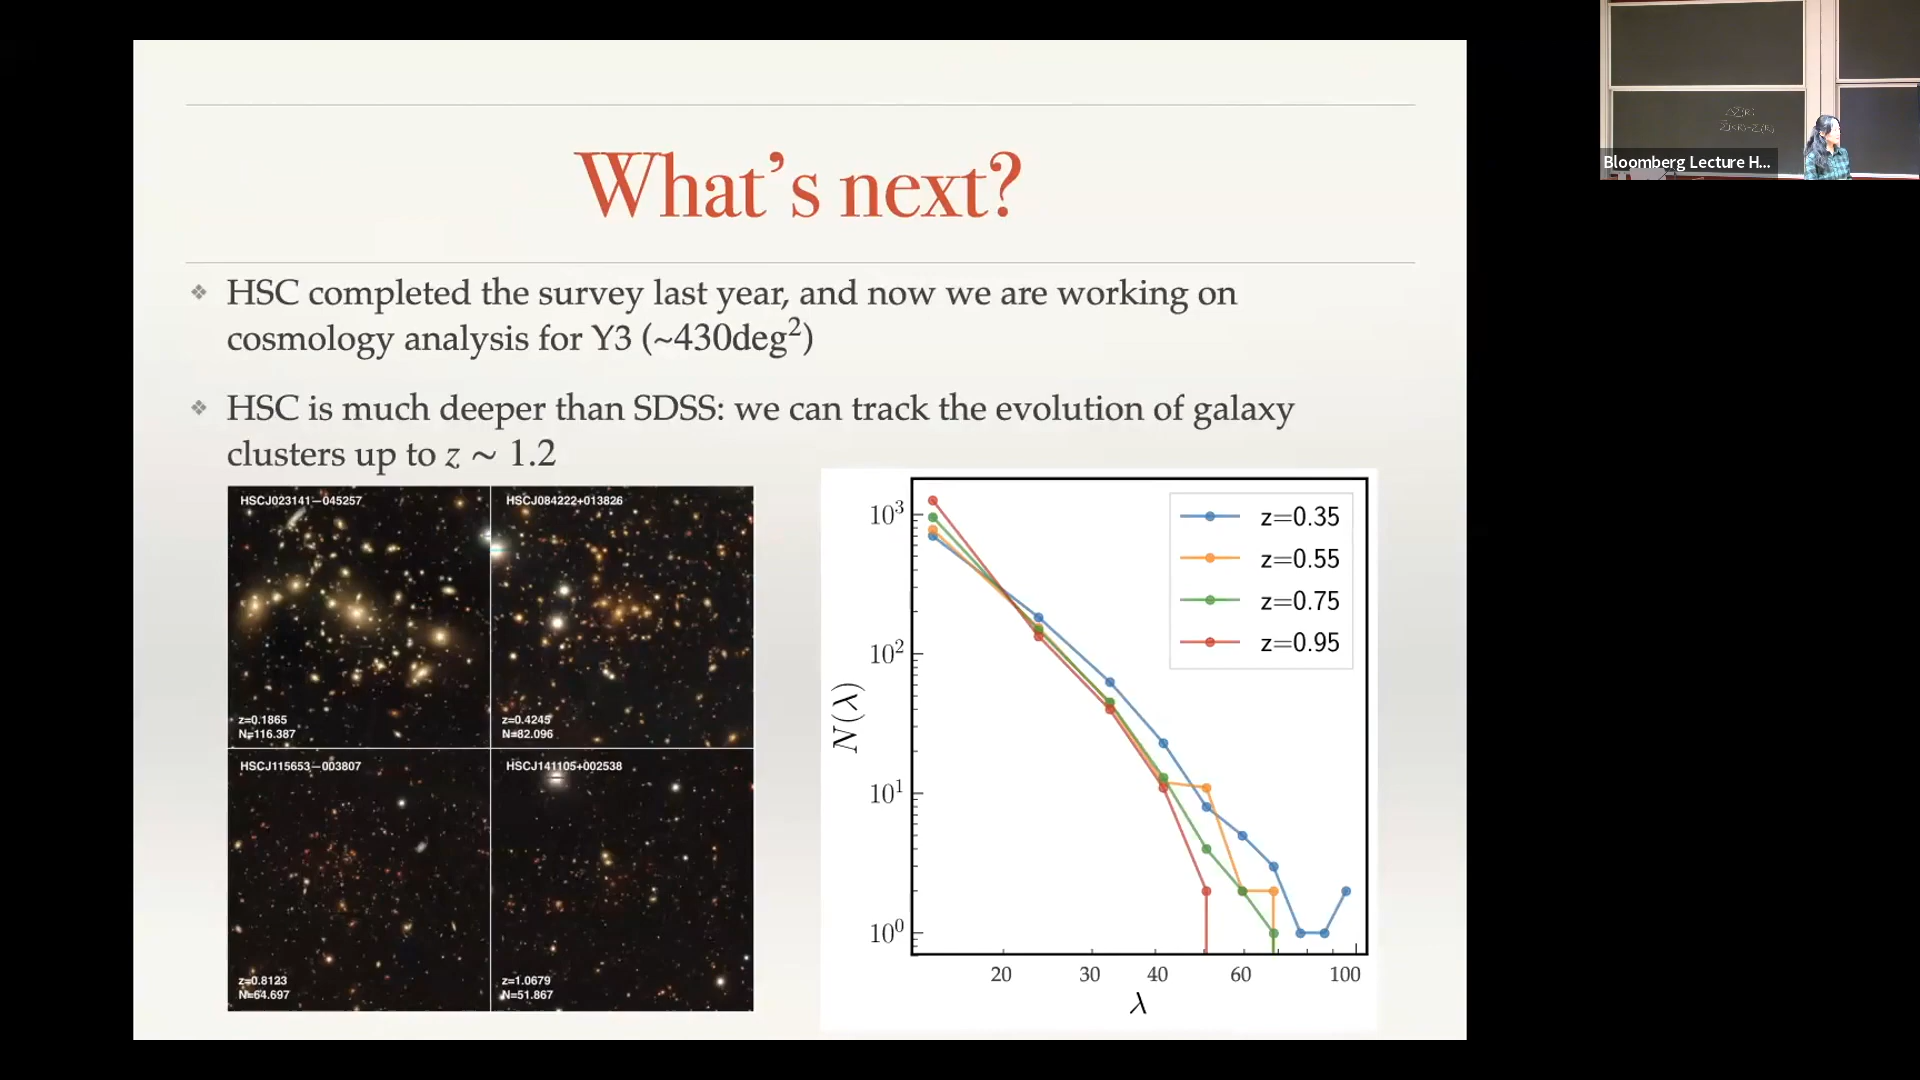 What's next?
❖ HSC completed the survey last year, and now we are working on
cosmology analysis for Y3 (~430deg²)
❖ HSC is much deeper than SDSS: we can track the evolution of galaxy
clusters up to z ∼ 1.2
HSCJ023141−045257
z=0.1865
N=116.387
HSCJ084222+013826
z=0.4245
N=82.096
HSCJ115653−003807
z=0.8123
N=64.697
HSCJ141105+002538
z=1.0679
N=51.867
N(λ)
10³
10²
10¹
10⁰
z=0.35
z=0.55
z=0.75
z=0.95
20 30 40 60 100
λ
Bloomberg Lecture H...